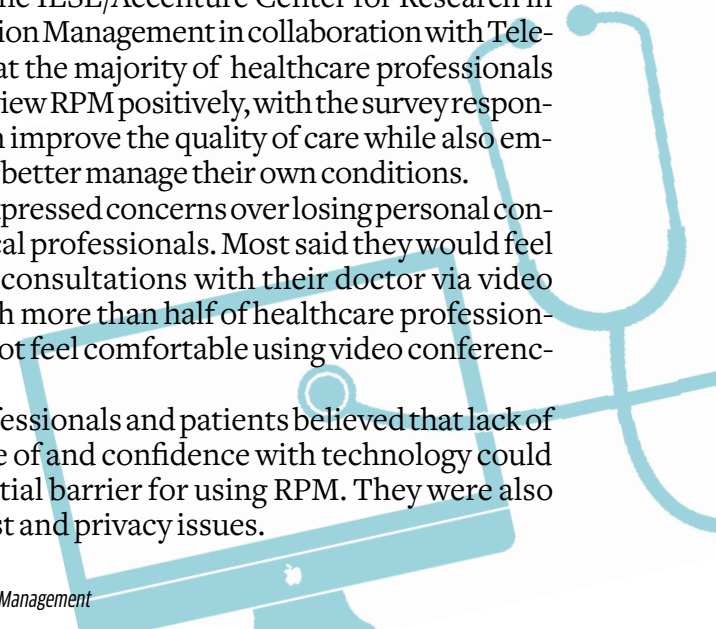 ne IESE/Accenture Center for Research in
ion Management in collaboration with Tele-
at the majority of healthcare professionals
iew RPM positively, with the survey respon-
n improve the quality of care while also em-
better manage their own conditions.
pressed concerns over losing personal con-
cal professionals. Most said they would feel
consultations with their doctor via video
h more than half of healthcare profession-
ot feel comfortable using video conferenc-
fessionals and patients believed that lack of
e of and confidence with technology could
tial barrier for using RPM. They were also
st and privacy issues.
Management